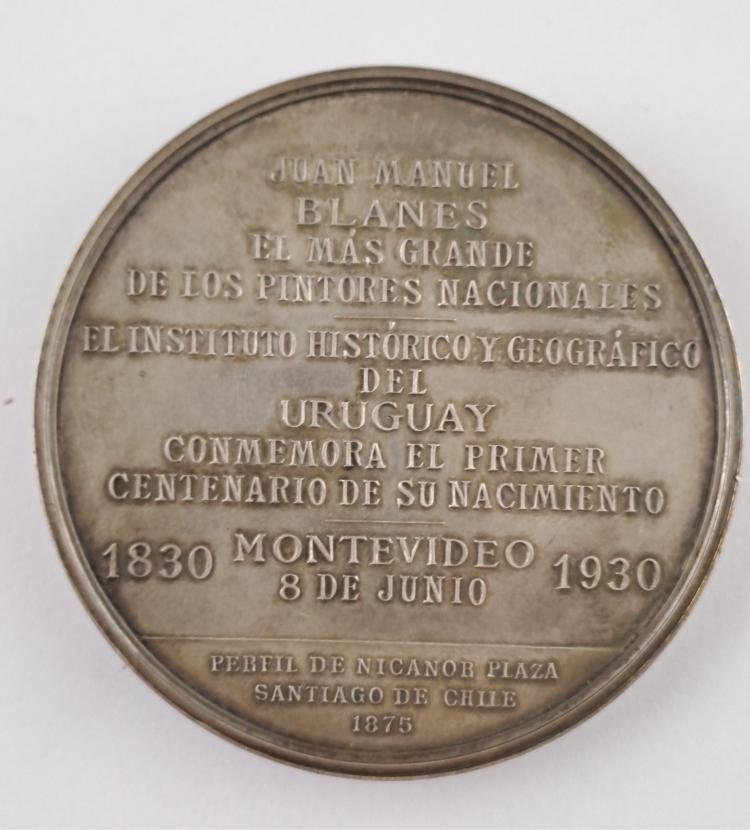 JUAN MANUEL
BLANES
EL MÁS GRANDE
DE LOS PINTORES NACIONALES
EL INSTITUTO HISTÓRICO Y GEOGRÁFICO
DEL
URUGUAY
CONMEMORA EL PRIMER
CENTENARIO DE SU NACIMIENTO
1830 MONTEVIDEO 1930
8 DE JUNIO
PERFIL DE NICANOR PLAZA
SANTIAGO DE CHILE
1875